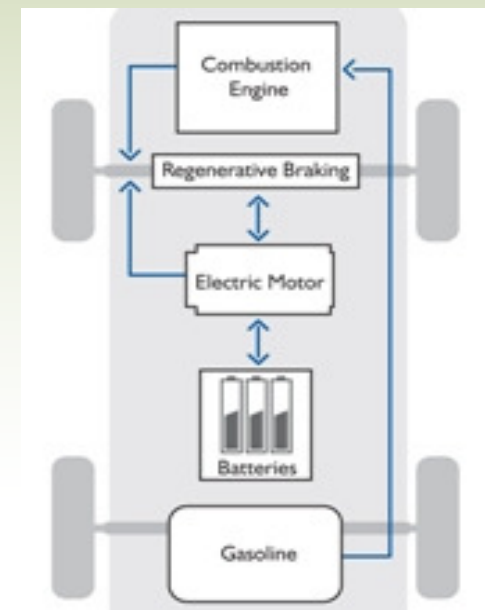 Combustion
Engine
Regenerative Braking
Electric Motor
Batteries
Gasoline